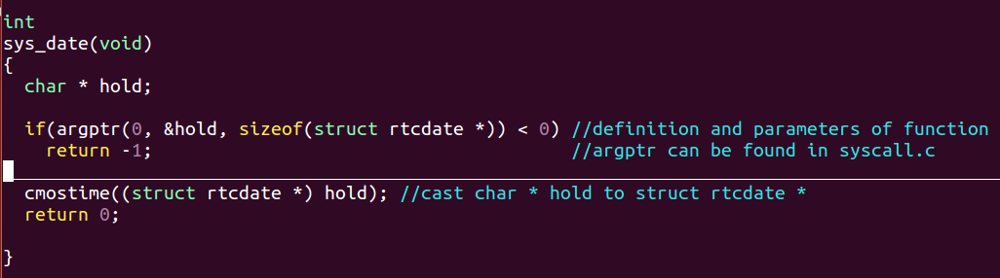 int
sys_date(void)
{
  char * hold;
  if(argptr(0, &hold, sizeof(struct rtcdate *)) < 0) //definition and parameters of function
    return -1;                                       //argptr can be found in syscall.c
  cmostime((struct rtcdate *) hold); //cast char * hold to struct rtcdate *
  return 0;
}